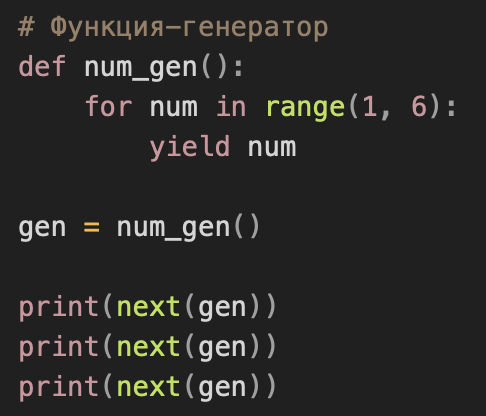 # Функция-генератор
def num_gen():
    for num in range(1, 6):
        yield num

gen = num_gen()

print(next(gen))
print(next(gen))
print(next(gen))